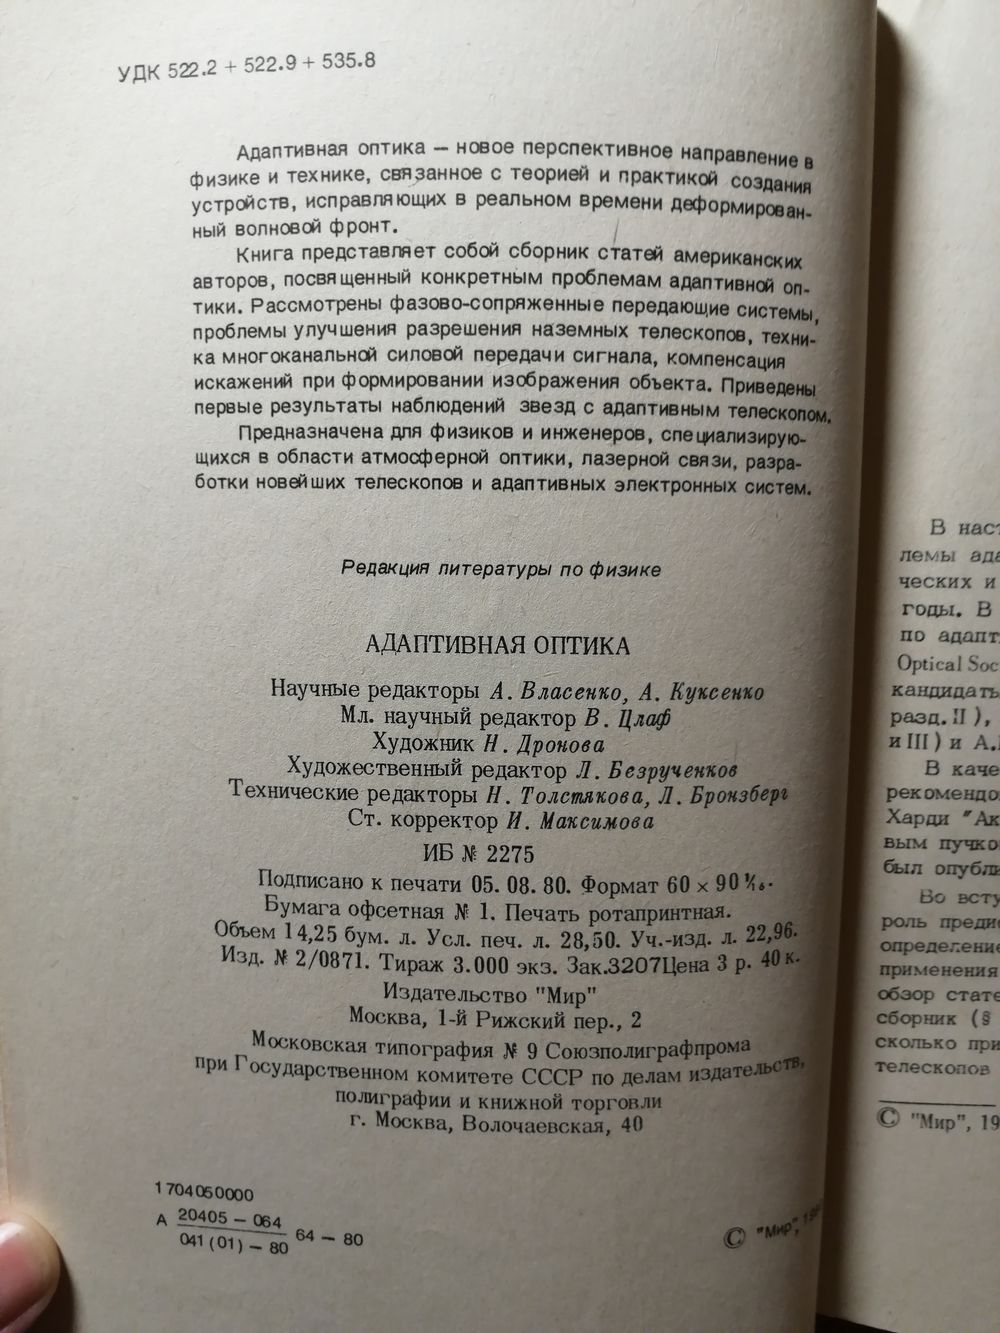 УДК 522.2 + 522.9 + 535.8
Адаптивная оптика — новое перспективное направление в
физике и технике, связанное с теорией и практикой создания
устройств, исправляющих в реальном времени деформирован-
ный волновой фронт.
Книга представляет собой сборник статей американских
авторов, посвященный конкретным проблемам адаптивной оп-
тики. Рассмотрены фазово-сопряженные передающие системы,
проблемы улучшения разрешения наземных телескопов, техни-
ка многоканальной силовой передачи сигнала, компенсация
искажений при формировании изображения объекта. Приведены
первые результаты наблюдений звезд с адаптивным телескопом.
Предназначена для физиков и инженеров, специализирую-
щихся в области атмосферной оптики, лазерной связи, разра-
ботки новейших телескопов и адаптивных электронных систем.
Редакция литературы по физике
АДАПТИВНАЯ ОПТИКА
Научные редакторы А. Власенко, А. Куксенко
Мл. научный редактор В. Цлаф
Художник Н. Дронова
Художественный редактор Л. Безрученков
Технические редакторы Н. Толстякова, Л. Бронзберг
Ст. корректор И. Максимова
ИБ № 2275
Подписано к печати 05. 08. 80. Формат 60 × 90 1/16.
Бумага офсетная № 1. Печать ротапринтная.
Объем 14,25 бум. л. Усл. печ. л. 28,50. Уч.-изд. л. 22,96.
Изд. № 2/0871. Тираж 3.000 экз. Зак.3207 Цена 3 р. 40 к.
Издательство "Мир"
Москва, 1-й Рижский пер., 2
Московская типография № 9 Союзполиграфпрома
при Государственном комитете СССР по делам издательств,
полиграфии и книжной торговли
г. Москва, Волочаевская, 40
1704050000
А 20405 — 064
041 (01) — 80 64 — 80
© "Мир",
В наст
лемы ада
ческих и
годы. В
по адапт
Optical Soc
кандидать
разд. II ),
и III ) и А.
В каче
рекомендо
Харди "Ак
вым пучко
был опубли
Во всту
роль преди
определение
применения
обзор стате
сборник (§
сколько при
телескопов
© "Мир", 19